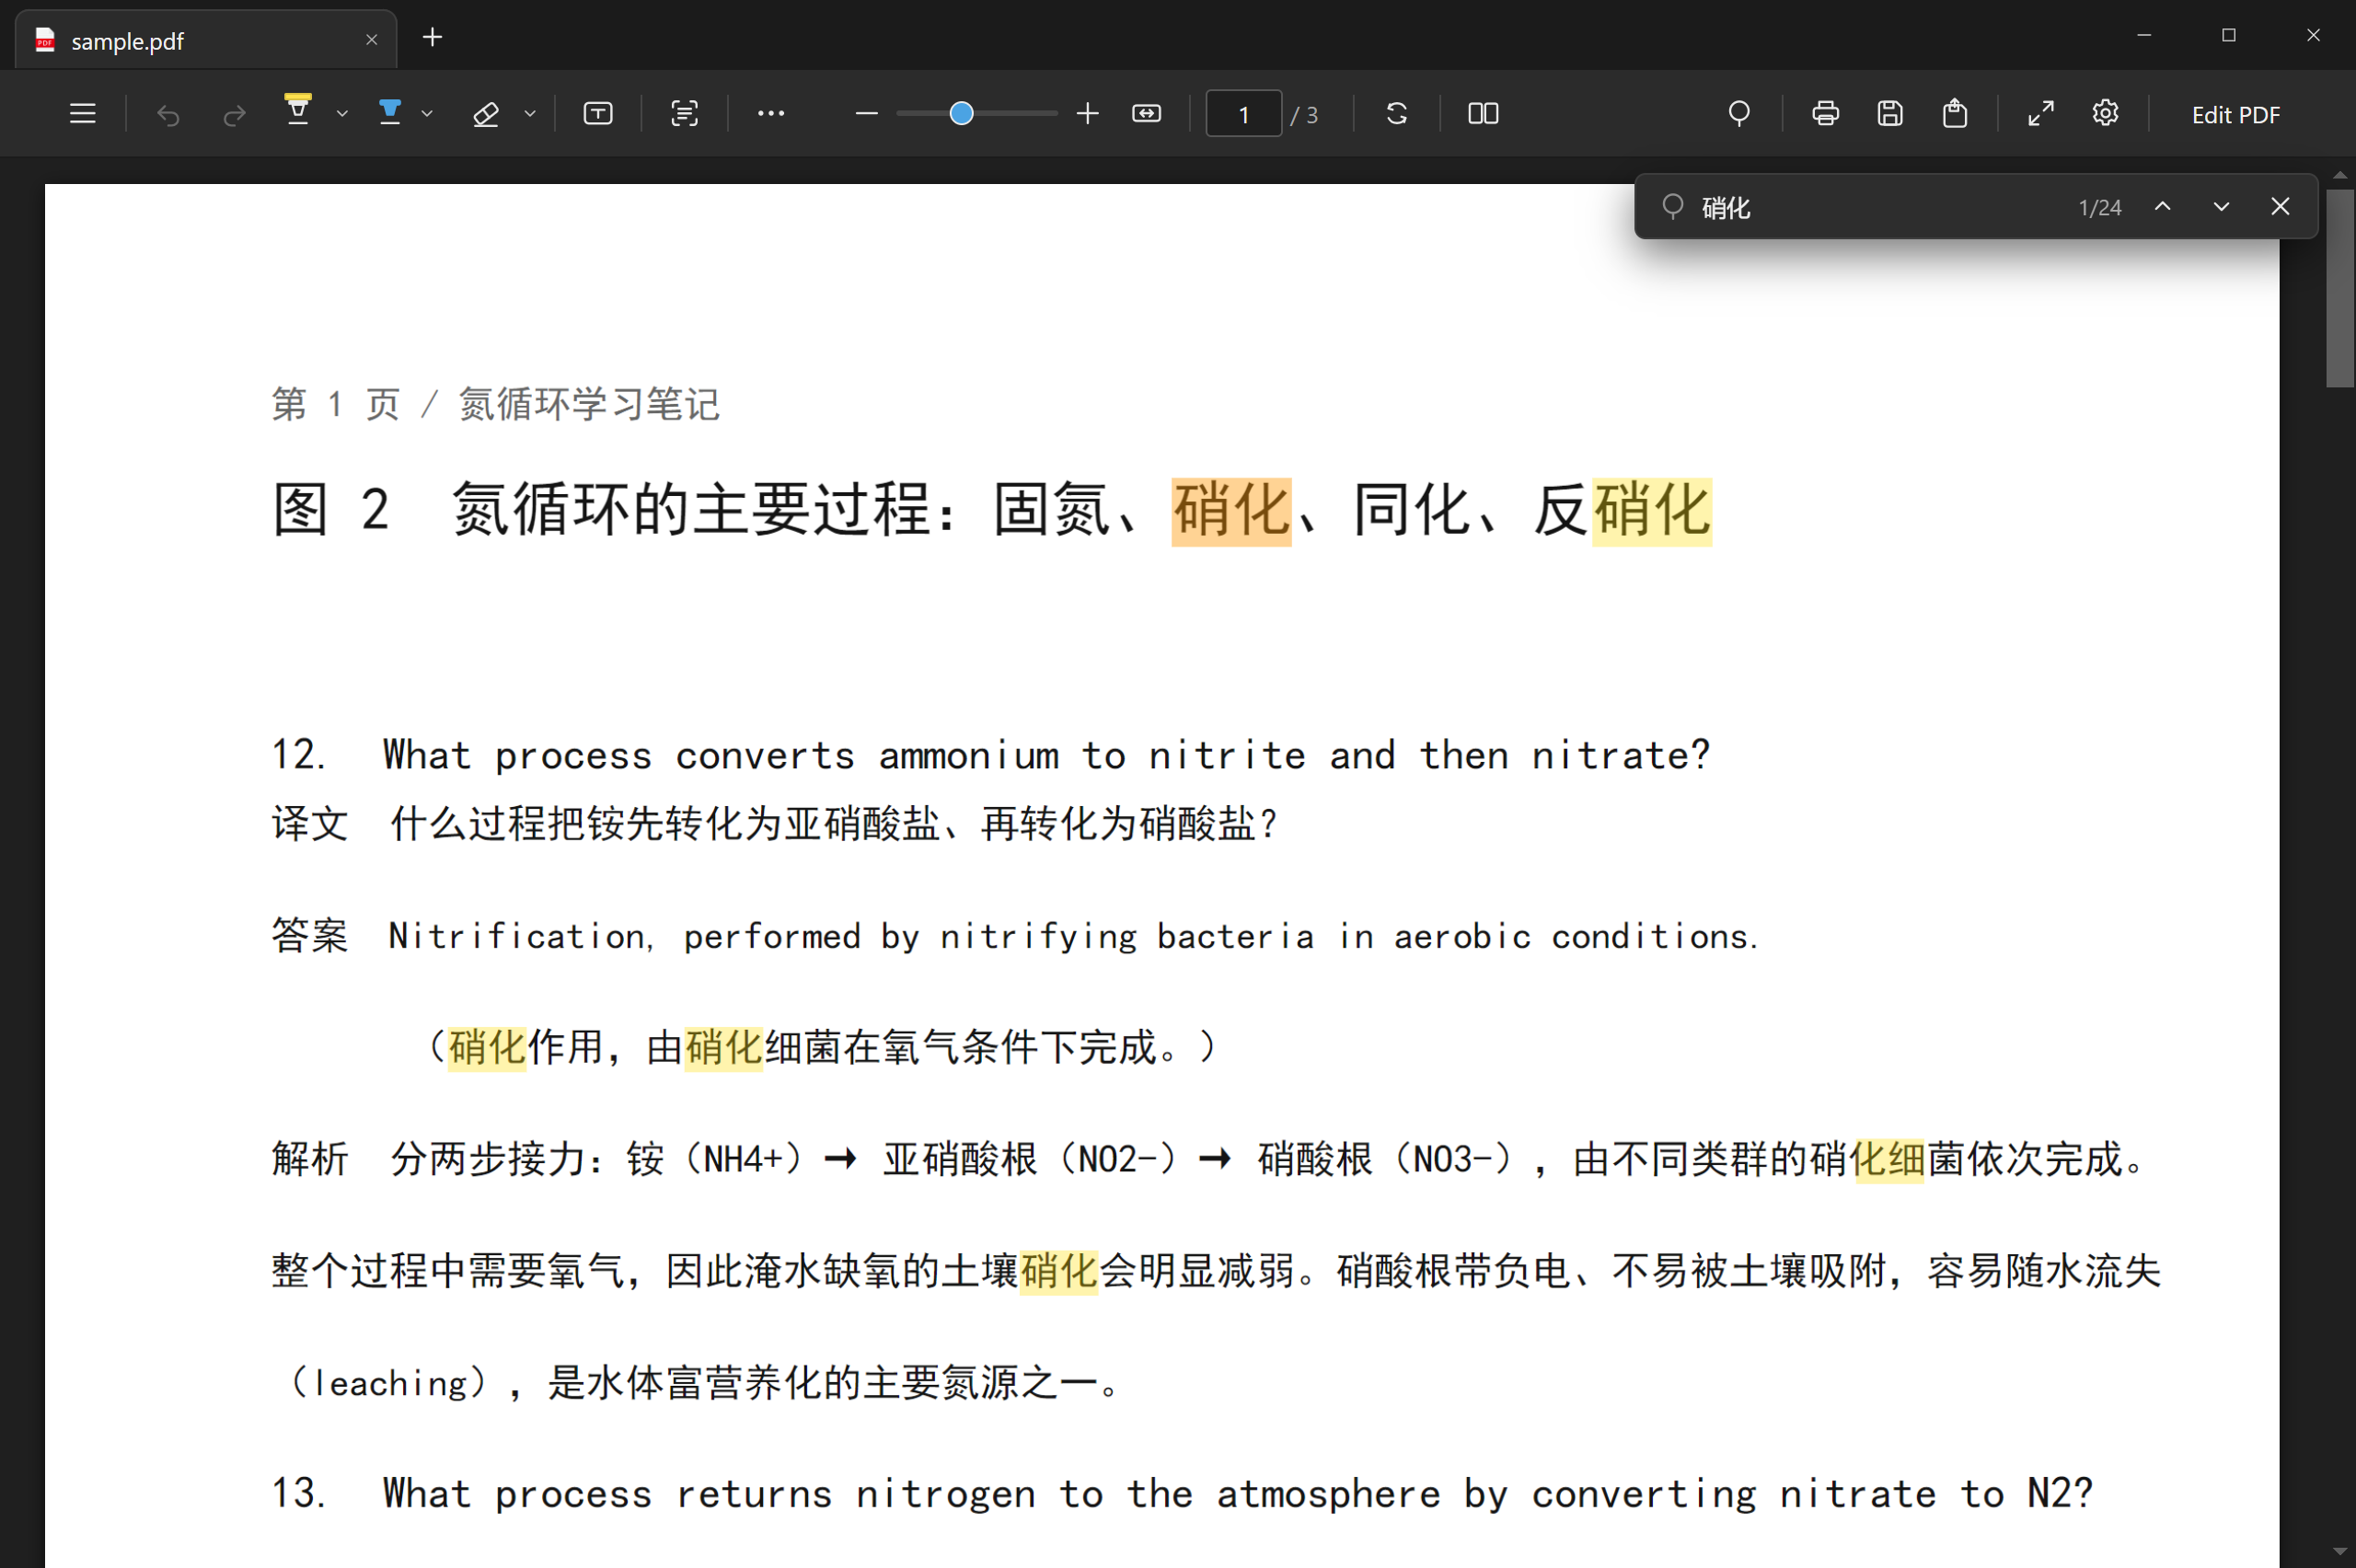 sample.pdf
1 / 3
Edit PDF
硝化
1/24
第 1 页 / 氮循环学习笔记
图 2 氮循环的主要过程：固氮、硝化、同化、反硝化
12. What process converts ammonium to nitrite and then nitrate?
译文 什么过程把铵先转化为亚硝酸盐、再转化为硝酸盐？
答案 Nitrification, performed by nitrifying bacteria in aerobic conditions.
（硝化作用，由硝化细菌在氧气条件下完成。）
解析 分两步接力：铵（NH4+）→ 亚硝酸根（NO2-）→ 硝酸根（NO3-），由不同类群的硝化细菌依次完成。
整个过程中需要氧气，因此淹水缺氧的土壤硝化会明显减弱。硝酸根带负电、不易被土壤吸附，容易随水流失
（leaching），是水体富营养化的主要氮源之一。
13. What process returns nitrogen to the atmosphere by converting nitrate to N2?